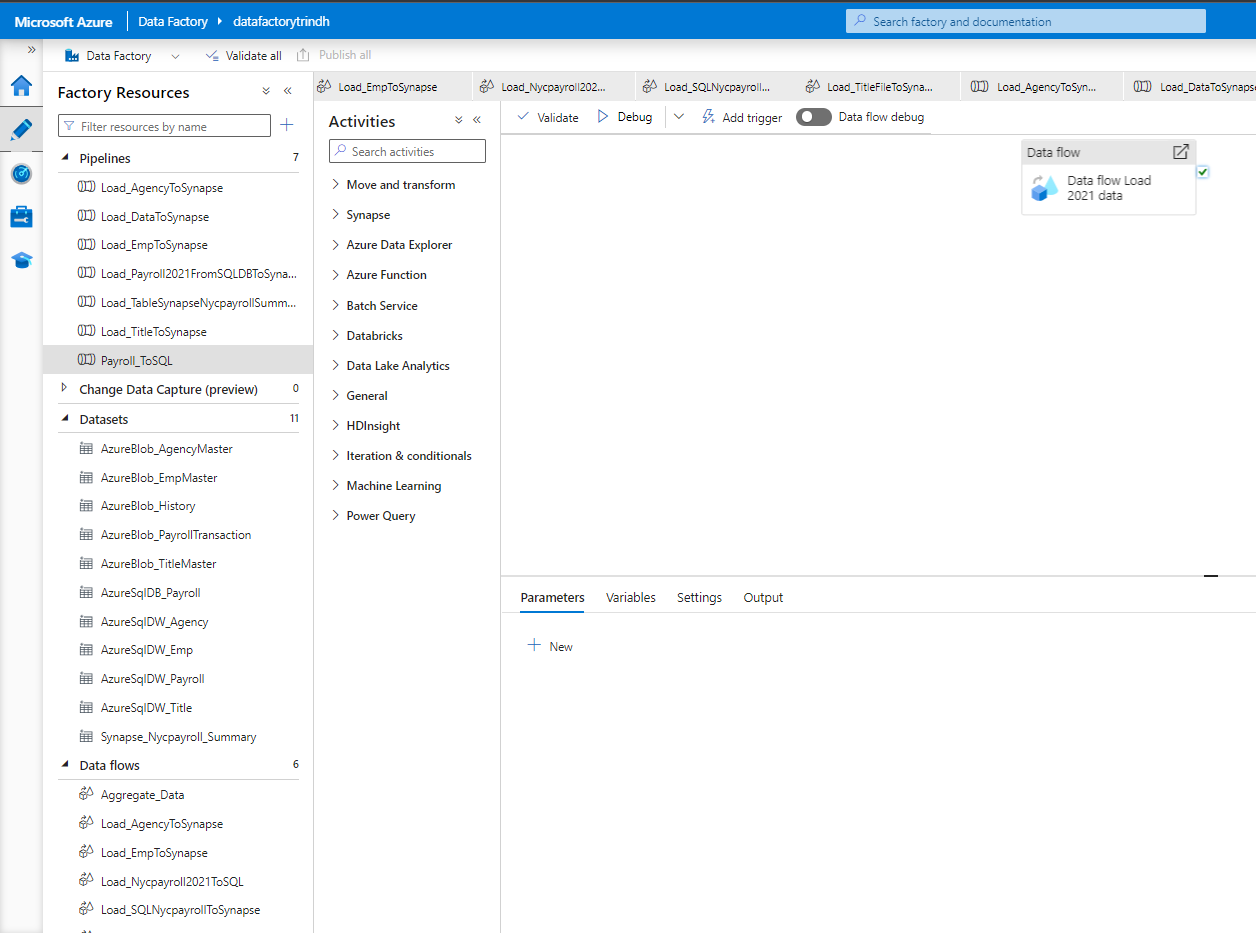 Microsoft Azure
Data Factory
datafactorytrindh
Search factory and documentation
Data Factory
Validate all
Publish all
Factory Resources
Filter resources by name
Pipelines
7
Load_AgencyToSynapse
Load_DataToSynapse
Load_EmpToSynapse
Load_Payroll2021FromSQLDBToSyna...
Load_TableSynapseNycpayrollSumm...
Load_TitleToSynapse
Payroll_ToSQL
Change Data Capture (preview)
0
Datasets
11
AzureBlob_AgencyMaster
AzureBlob_EmpMaster
AzureBlob_History
AzureBlob_PayrollTransaction
AzureBlob_TitleMaster
AzureSqlDB_Payroll
AzureSqlDW_Agency
AzureSqlDW_Emp
AzureSqlDW_Payroll
AzureSqlDW_Title
Synapse_Nycpayroll_Summary
Data flows
6
Aggregate_Data
Load_AgencyToSynapse
Load_EmpToSynapse
Load_Nycpayroll2021ToSQL
Load_SQLNycpayrollToSynapse
Load_EmpToSynapse
Load_Nycpayroll202...
Load_SQLNycpayroll...
Load_TitleFileToSyna...
Load_AgencyToSyn...
Load_DataToSynapse
Activities
Search activities
Move and transform
Synapse
Azure Data Explorer
Azure Function
Batch Service
Databricks
Data Lake Analytics
General
HDInsight
Iteration & conditionals
Machine Learning
Power Query
Validate
Debug
Add trigger
Data flow debug
Data flow
Data flow Load
2021 data
Parameters
Variables
Settings
Output
New